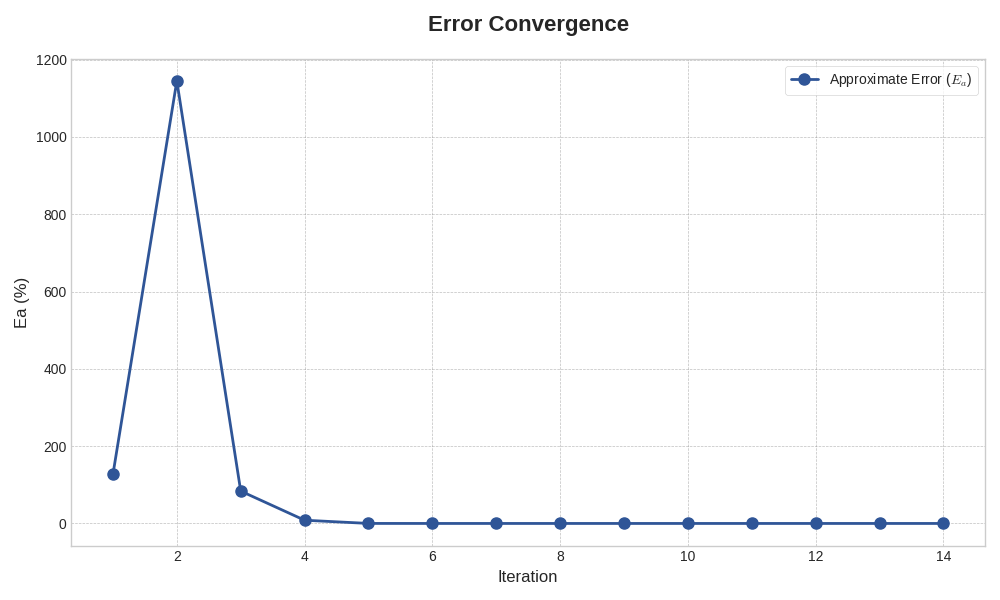 Error Convergence
Approximate Error (Eₐ)
Ea (%)
1200
1000
800
600
400
200
0
2 4 6 8 10 12 14
Iteration